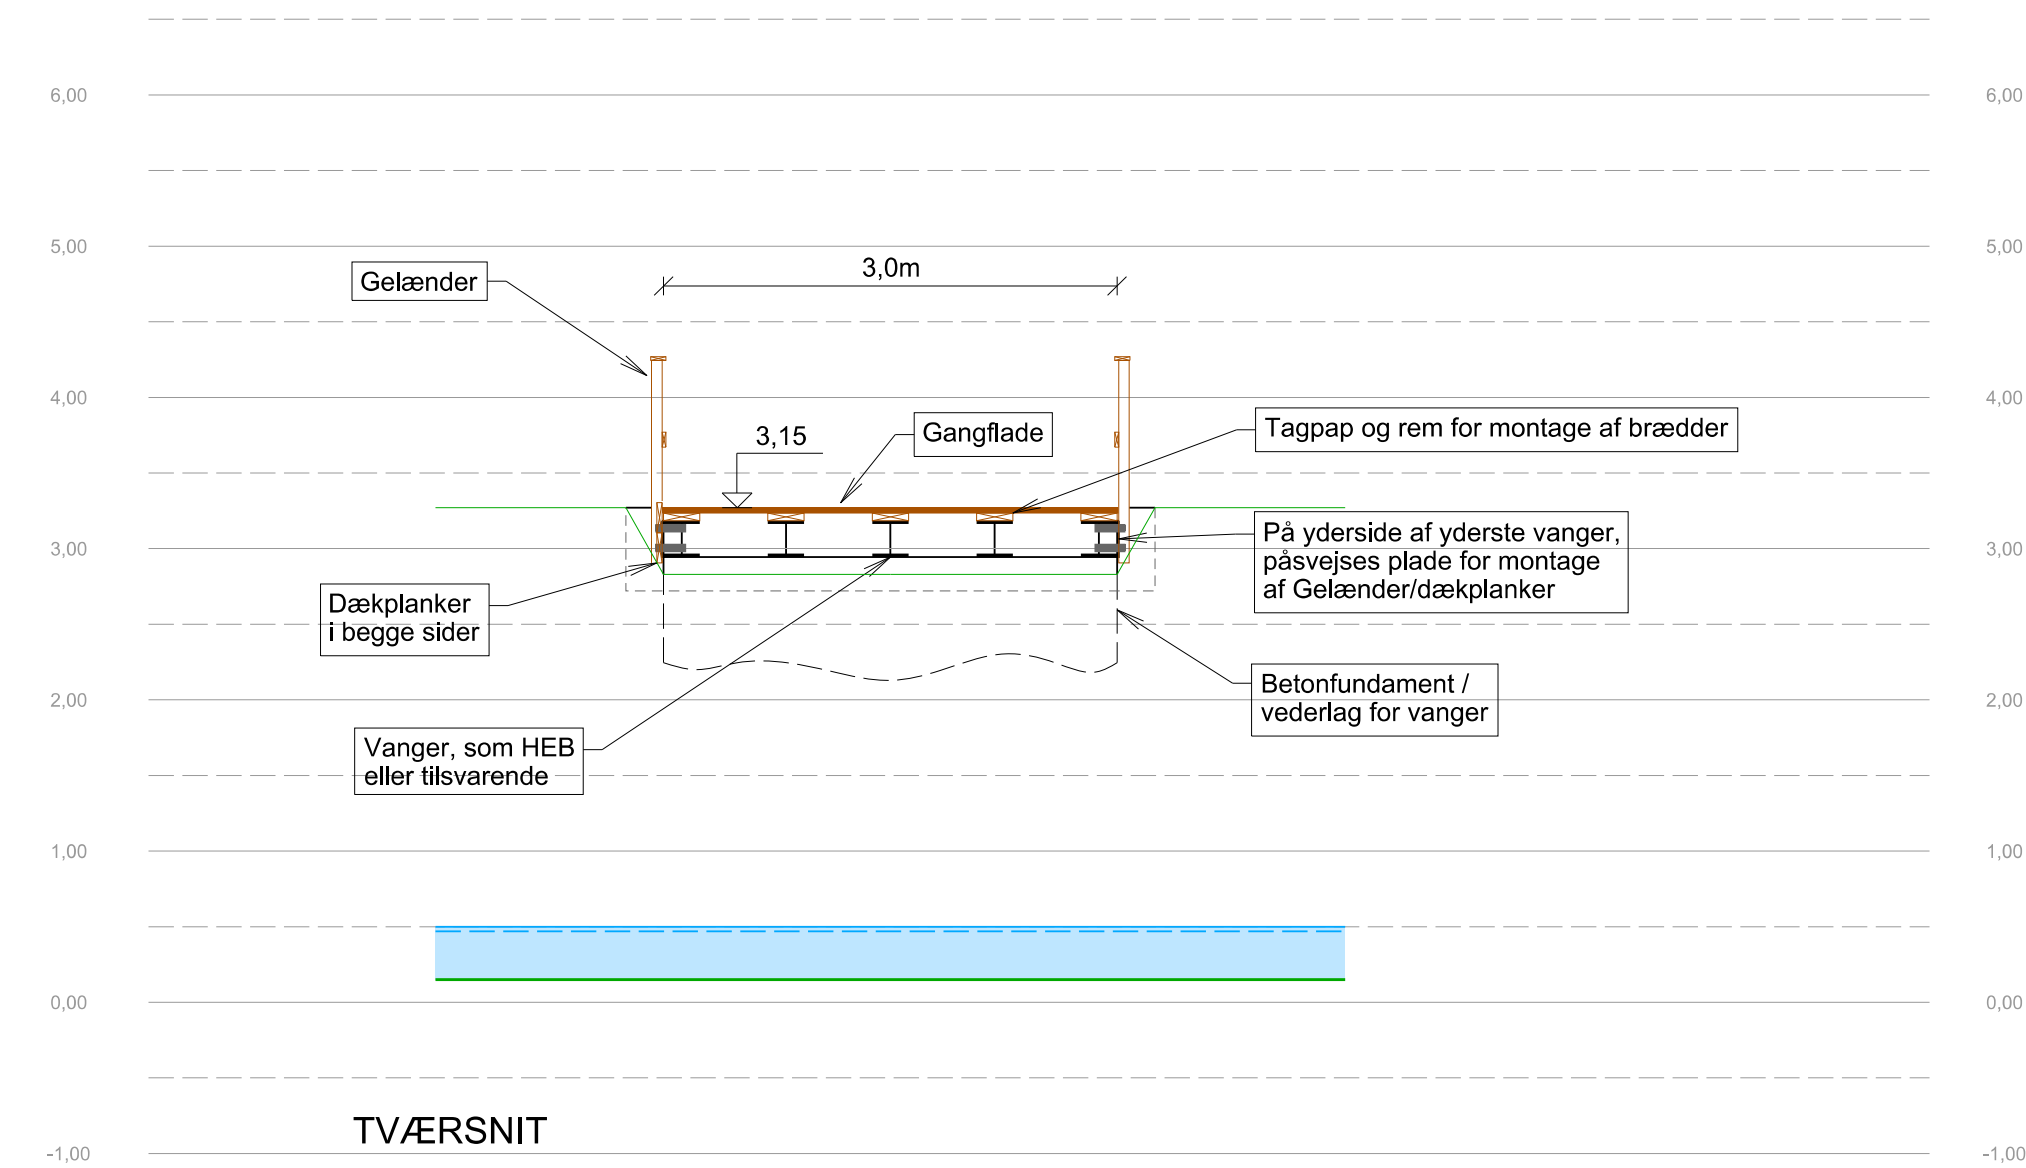 6,00 6,00
5,00 5,00
Gelænder
3,0m
4,00 4,00
3,15
Gangflade
Tagpap og rem for montage af brædder
3,00 3,00
På yderside af yderste vanger,
påsvejses plade for montage
af Gelænder/dækplanker
Dækplanker
i begge sider
2,00 2,00
Betonfundament /
vederlag for vanger
Vanger, som HEB
eller tilsvarende
1,00 1,00
0,00 0,00
TVÆRSNIT
-1,00 -1,00